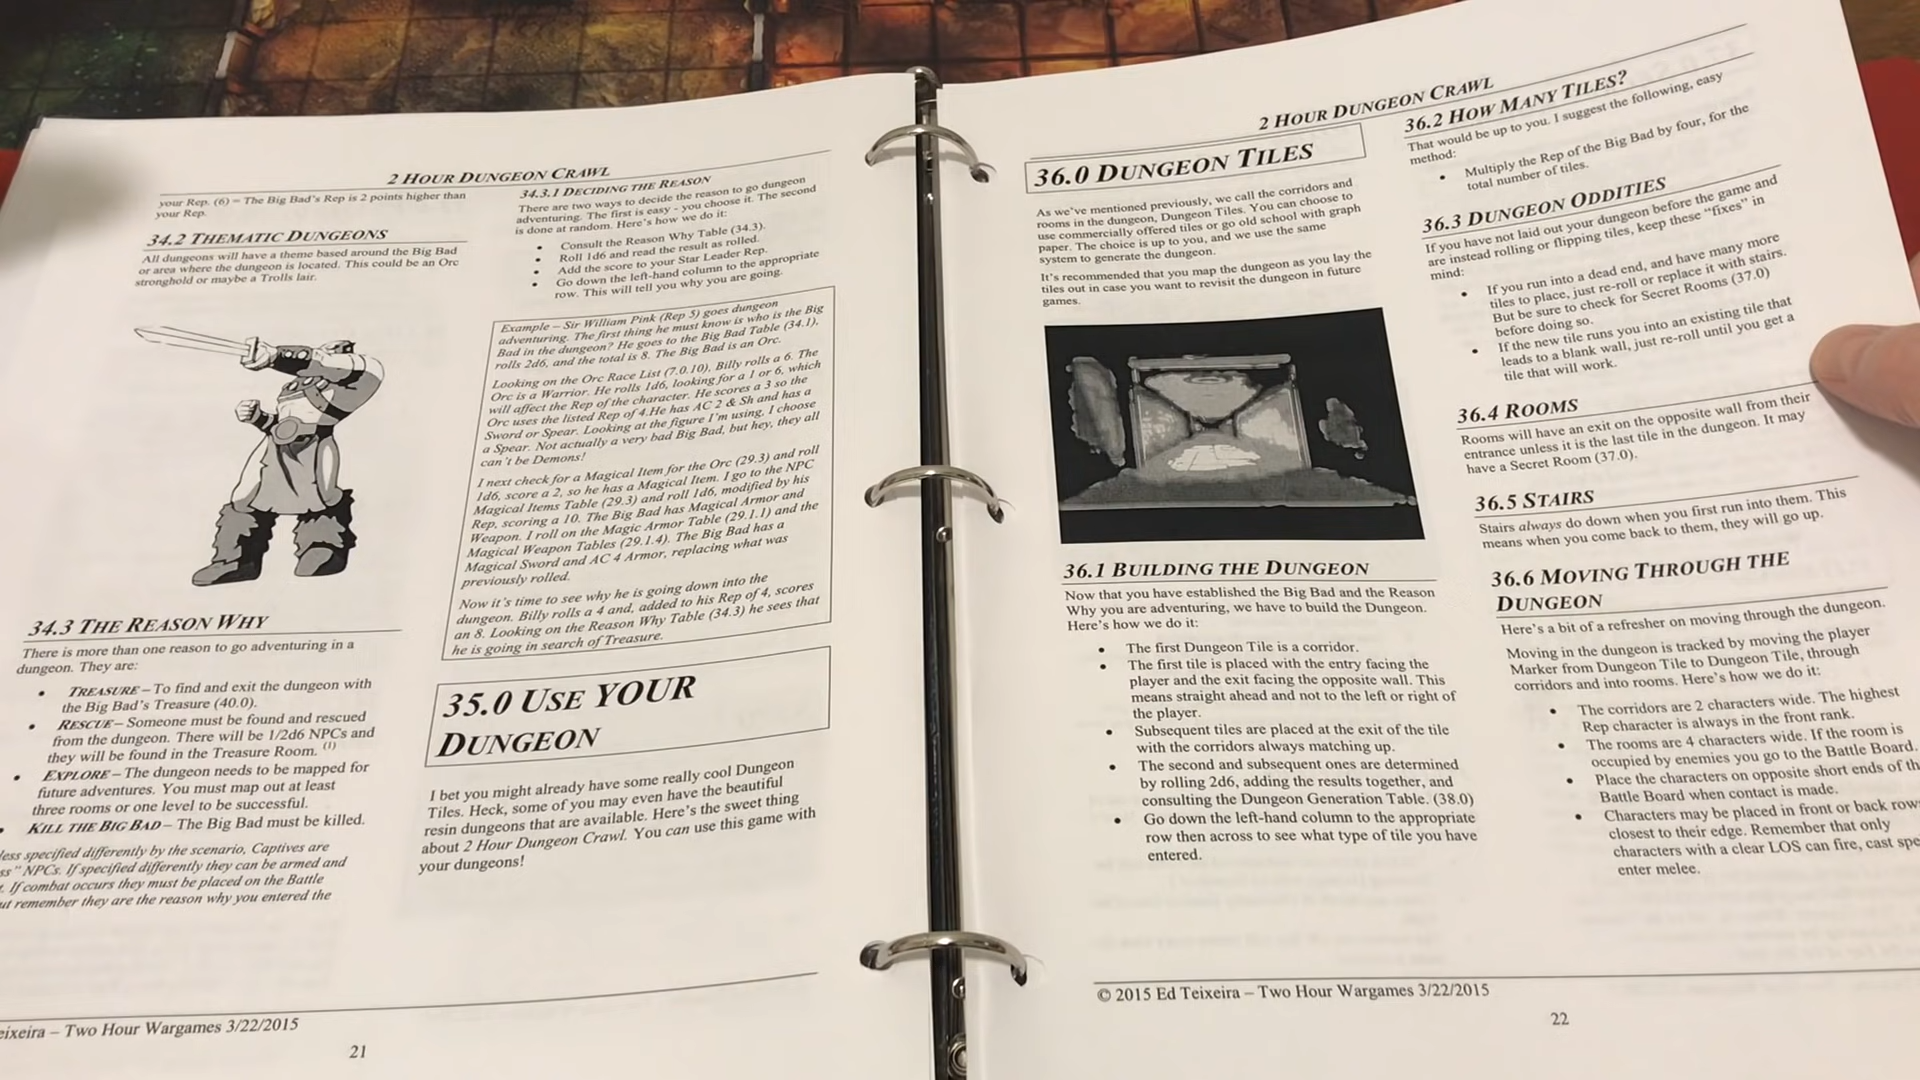 2 HOUR DUNGEON CRAWL
your Rep. (6) = The Big Bad's Rep is 2 points higher than
your Rep.
34.2 THEMATIC DUNGEONS
All dungeons will have a theme based around the Big Bad
or area where the dungeon is located. This could be an Orc
stronghold or maybe a Trolls lair.
34.3 THE REASON WHY
There is more than one reason to go adventuring in a
dungeon. They are:
• TREASURE – To find and exit the dungeon with
the Big Bad's Treasure (40.0).
• RESCUE – Someone must be found and rescued
from the dungeon. There will be 1/2d6 NPCs and
they will be found in the Treasure Room. (1)
• EXPLORE – The dungeon needs to be mapped for
future adventures. You must map out at least
three rooms or one level to be successful.
• KILL THE BIG BAD – The Big Bad must be killed.
specified differently by the scenario, Captives are
NPCs. If specified differently they can be armed and
. If combat occurs they must be placed on the Battle
remember they are the reason why you entered the
34.3.1 DECIDING THE REASON
There are two ways to decide the reason to go dungeon
adventuring. The first is easy - you choose it. The second
is done at random. Here's how we do it:
• Consult the Reason Why Table (34.3).
• Roll 1d6 and read the result as rolled.
• Add the score to your Star Leader Rep.
• Go down the left-hand column to the appropriate
row. This will tell you why you are going.
Example – Sir William Pink (Rep 5) goes dungeon
adventuring. The first thing he must know is who is the Big
Bad in the dungeon? He goes to the Big Bad Table (34.1),
rolls 2d6, and the total is 8. The Big Bad is an Orc.
Looking on the Orc Race List (7.0.10), Billy rolls a 6. The
Orc is a Warrior. He rolls 1d6, looking for a 1 or 6, which
will affect the Rep of the character. He scores a 3 so the
Orc uses the listed Rep of 4.He has AC 2 & Sh and has a
Sword or Spear. Looking at the figure I'm using, I choose
a Spear. Not actually a very bad Big Bad, but hey, they all
can't be Demons!
I next check for a Magical Item for the Orc (29.3) and roll
1d6, score a 2, so he has a Magical Item. I go to the NPC
Magical Items Table (29.3) and roll 1d6, modified by his
Rep, scoring a 10. The Big Bad has Magical Armor and
Weapon. I roll on the Magic Armor Table (29.1.1) and the
Magical Weapon Tables (29.1.4). The Big Bad has a
Magical Sword and AC 4 Armor, replacing what was
previously rolled.
Now it's time to see why he is going down into the
dungeon. Billy rolls a 4 and, added to his Rep of 4, scores
an 8. Looking on the Reason Why Table (34.3) he sees that
he is going in search of Treasure.
35.0 USE YOUR
DUNGEON
I bet you might already have some really cool Dungeon
Tiles. Heck, some of you may even have the beautiful
resin dungeons that are available. Here's the sweet thing
about 2 Hour Dungeon Crawl. You can use this game with
your dungeons!
– Two Hour Wargames 3/22/2015
21
2 HOUR DUNGEON CRAWL
36.0 DUNGEON TILES
As we've mentioned previously, we call the corridors and
rooms in the dungeon, Dungeon Tiles. You can choose to
use commercially offered tiles or go old school with graph
paper. The choice is up to you, and we use the same
system to generate the dungeon.
It's recommended that you map the dungeon as you lay the
tiles out in case you want to revisit the dungeon in future
games.
36.1 BUILDING THE DUNGEON
Now that you have established the Big Bad and the Reason
Why you are adventuring, we have to build the Dungeon.
Here's how we do it:
• The first Dungeon Tile is a corridor.
• The first tile is placed with the entry facing the
player and the exit facing the opposite wall. This
means straight ahead and not to the left or right of
the player.
• Subsequent tiles are placed at the exit of the tile
with the corridors always matching up.
• The second and subsequent ones are determined
by rolling 2d6, adding the results together, and
consulting the Dungeon Generation Table. (38.0)
• Go down the left-hand column to the appropriate
row then across to see what type of tile you have
entered.
36.2 HOW MANY TILES?
That would be up to you. I suggest the following, easy
method:
• Multiply the Rep of the Big Bad by four, for the
total number of tiles.
36.3 DUNGEON ODDITIES
If you have not laid out your dungeon before the game and
are instead rolling or flipping tiles, keep these "fixes" in
mind:
• If you run into a dead end, and have many more
tiles to place, just re-roll or replace it with stairs.
But be sure to check for Secret Rooms (37.0)
before doing so.
• If the new tile runs you into an existing tile that
leads to a blank wall, just re-roll until you get a
tile that will work.
36.4 ROOMS
Rooms will have an exit on the opposite wall from their
entrance unless it is the last tile in the dungeon. It may
have a Secret Room (37.0).
36.5 STAIRS
Stairs always do down when you first run into them. This
means when you come back to them, they will go up.
36.6 MOVING THROUGH THE
DUNGEON
Here's a bit of a refresher on moving through the dungeon.
Moving in the dungeon is tracked by moving the player
Marker from Dungeon Tile to Dungeon Tile, through
corridors and into rooms. Here's how we do it:
• The corridors are 2 characters wide. The highest
Rep character is always in the front rank.
• The rooms are 4 characters wide. If the room is
occupied by enemies you go to the Battle Board.
• Place the characters on opposite short ends of
Battle Board when contact is made.
• Characters may be placed in front or back
closest to their edge. Remember that only
characters with a clear LOS can fire, cast
enter melee.
© 2015 Ed Teixeira – Two Hour Wargames 3/22/2015
22